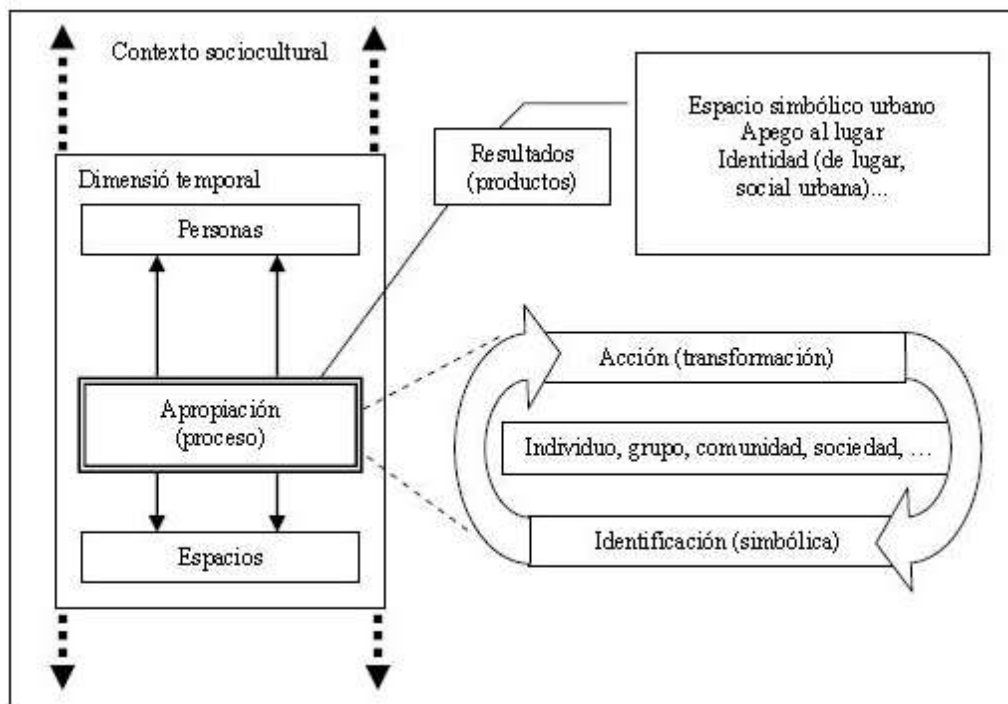 Contexto sociocultural
Dimensió temporal
Personas
Apropiación
(proceso)
Espacios
Resultados
(productos)
Espacio simbólico urbano
Apego al lugar
Identidad (de lugar,
social urbana)...
Acción (transformación)
Individuo, grupo, comunidad, sociedad, …
Identificación (simbólica)